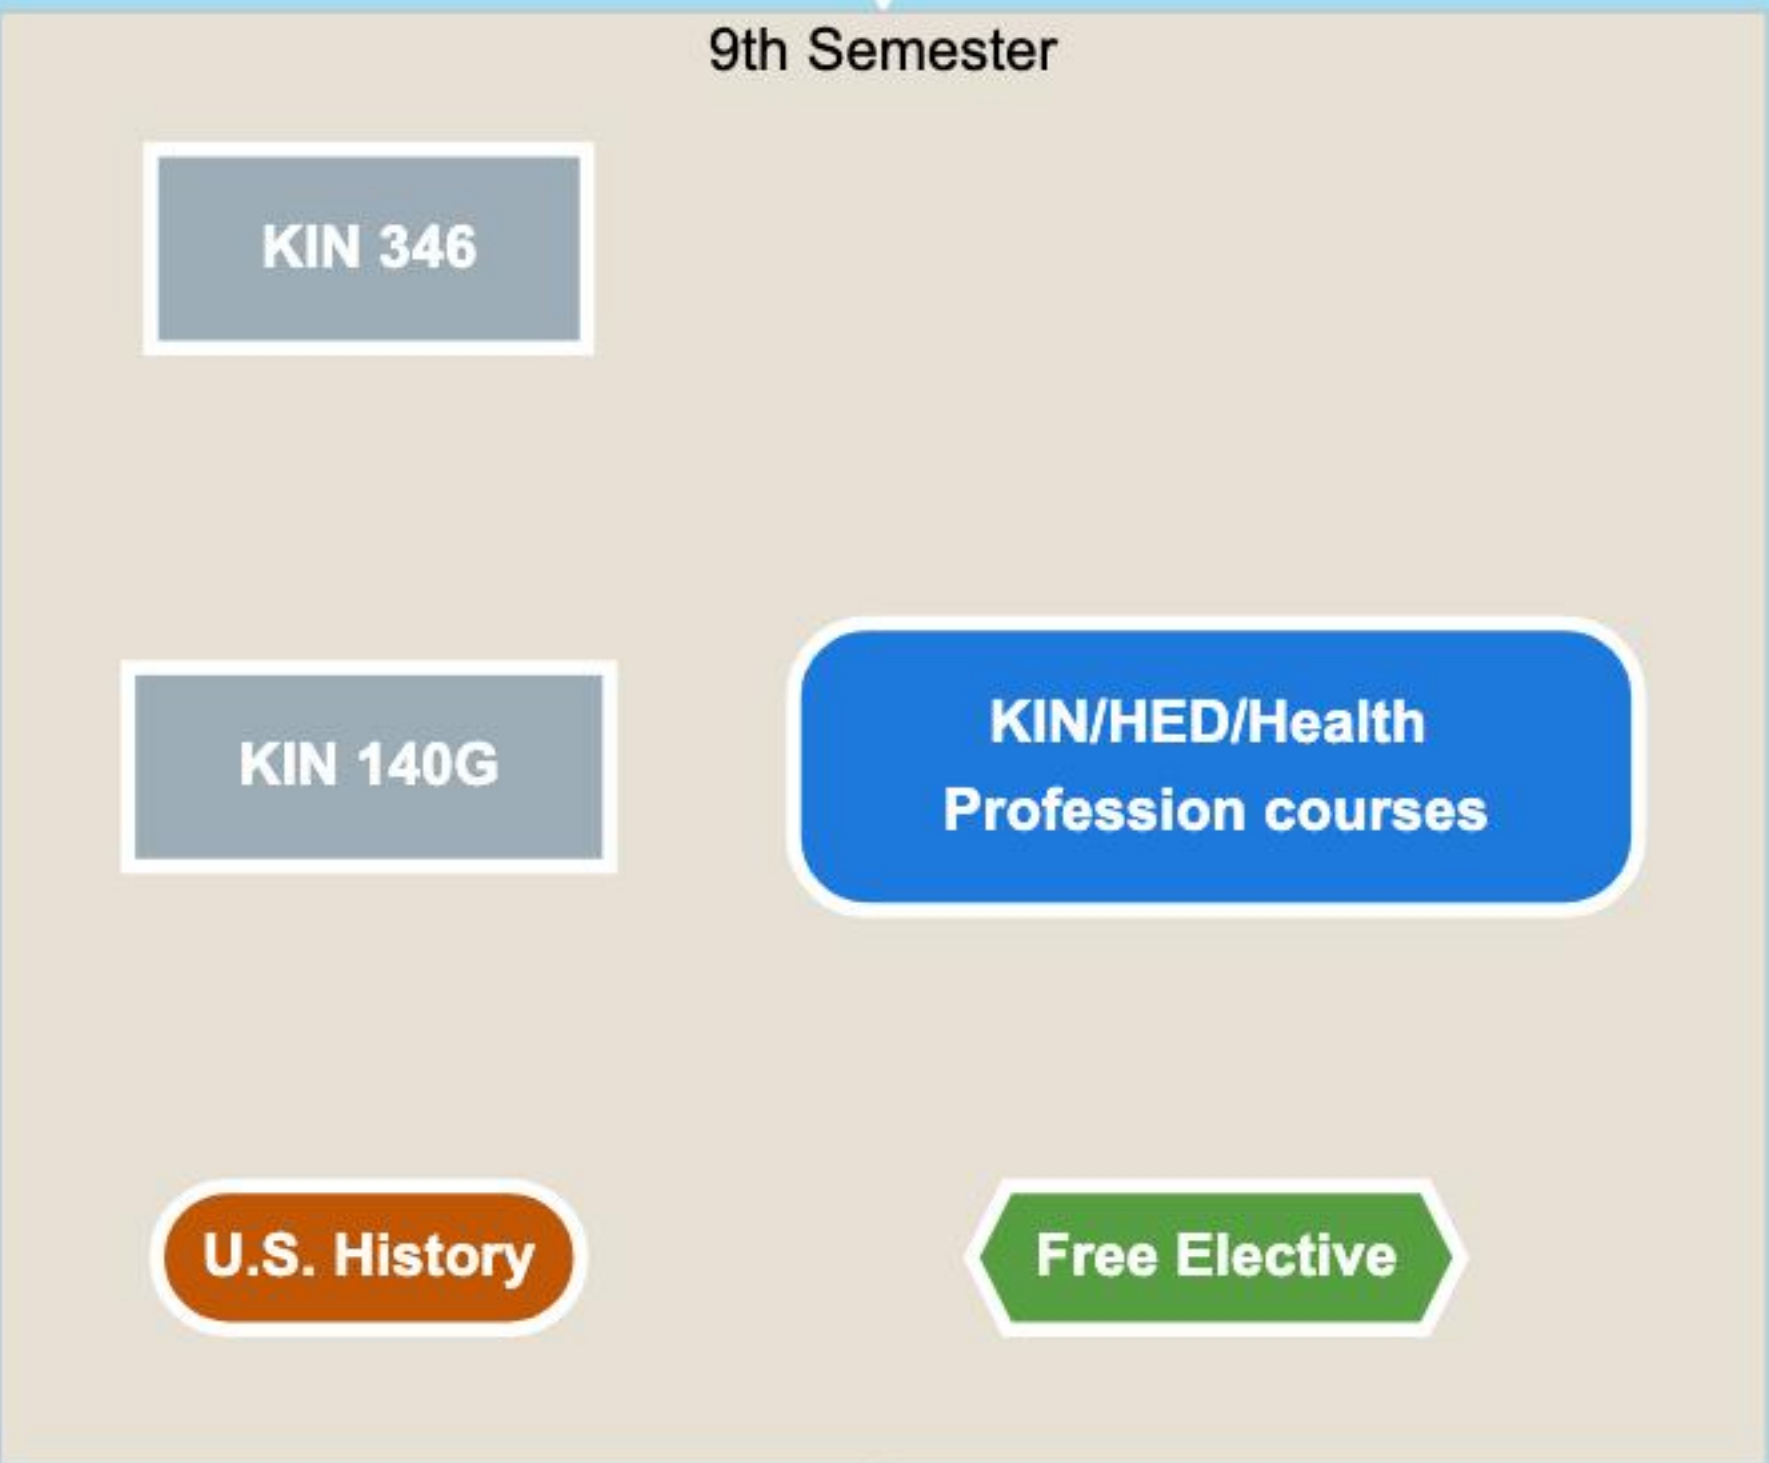 9th Semester
KIN 346
KIN 140G
KIN/HED/Health
Profession courses
U.S. History
Free Elective